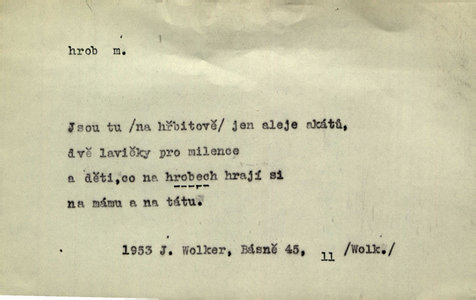 hrob m.
Jsou tu /na hřbitově/ jen aleje akátů,
dvě lavičky pro milence
a děti,co na hrobech hrají si
na mámu a na tátu.
1953 J. Wolker, Básně 45, 11 /Wolk./